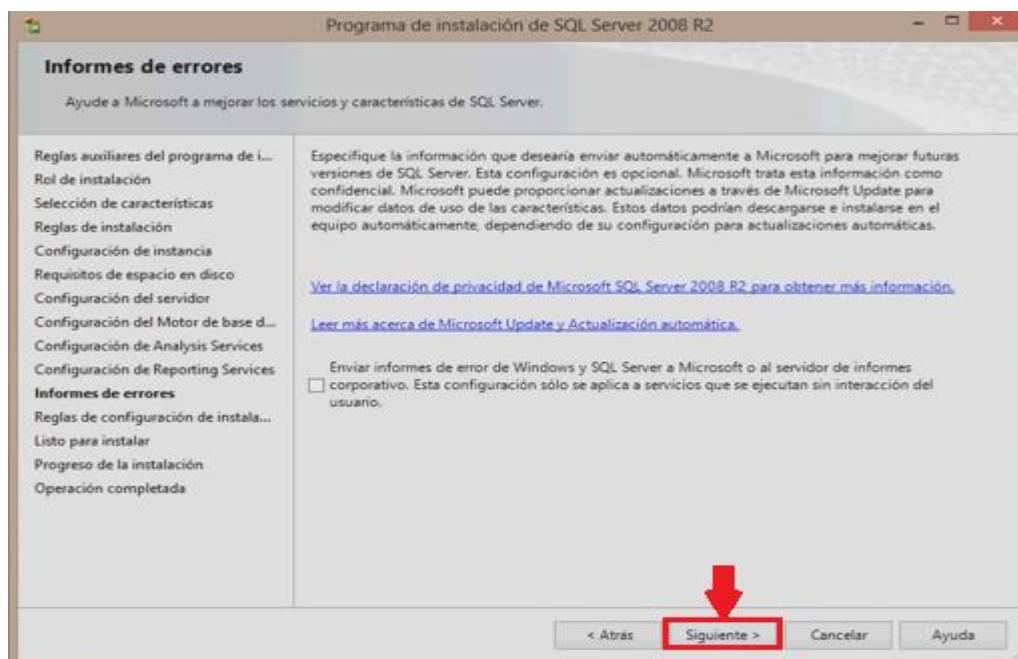 Programa de instalación de SQL Server 2008 R2
Informes de errores
Ayude a Microsoft a mejorar los servicios y características de SQL Server.
Reglas auxiliares del programa de i...
Rol de instalación
Selección de características
Reglas de instalación
Configuración de instancia
Requisitos de espacio en disco
Configuración del servidor
Configuración del Motor de base d...
Configuración de Analysis Services
Configuración de Reporting Services
Informes de errores
Reglas de configuración de instala...
Listo para instalar
Progreso de la instalación
Operación completada
Especifique la información que desearía enviar automáticamente a Microsoft para mejorar futuras
versiones de SQL Server. Esta configuración es opcional. Microsoft trata esta información como
confidencial. Microsoft puede proporcionar actualizaciones a través de Microsoft Update para
modificar datos de uso de las características. Estos datos podrían descargarse e instalarse en el
equipo automáticamente, dependiendo de su configuración para actualizaciones automáticas.
Ver la declaración de privacidad de Microsoft SQL Server 2008 R2 para obtener más información.
Leer más acerca de Microsoft Update y Actualización automática.
Enviar informes de error de Windows y SQL Server a Microsoft o al servidor de informes
corporativo. Esta configuración sólo se aplica a servicios que se ejecutan sin interacción del
usuario.
< Atrás
Siguiente >
Cancelar
Ayuda